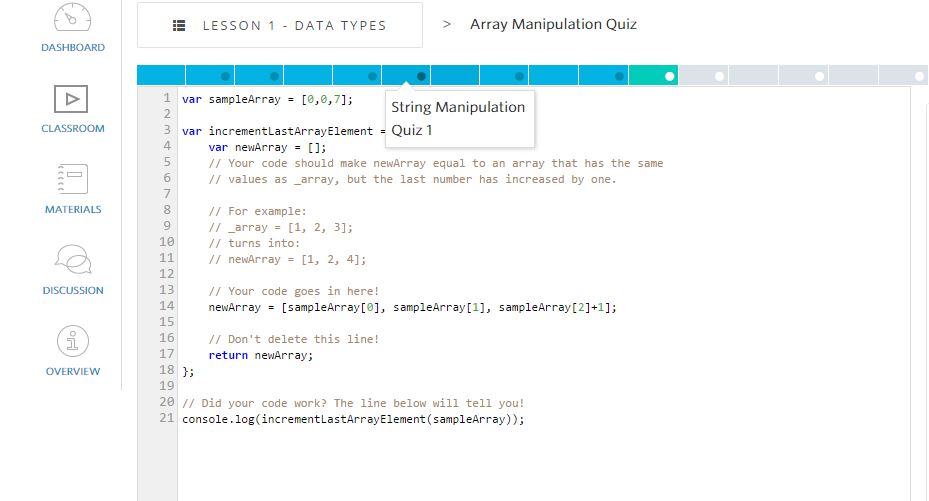 LESSON 1 - DATA TYPES > Array Manipulation Quiz
DASHBOARD
CLASSROOM
MATERIALS
DISCUSSION
OVERVIEW
String Manipulation
Quiz 1
1 var sampleArray = [0,0,7];
2
3 var incrementLastArrayElement =
4 var newArray = [];
5 // Your code should make newArray equal to an array that has the same
6 // values as _array, but the last number has increased by one.
7
8 // For example:
9 // _array = [1, 2, 3];
10 // turns into:
11 // newArray = [1, 2, 4];
12
13 // Your code goes in here!
14 newArray = [sampleArray[0], sampleArray[1], sampleArray[2]+1];
15
16 // Don't delete this line!
17 return newArray;
18 };
19
20 // Did your code work? The line below will tell you!
21 console.log(incrementLastArrayElement(sampleArray));